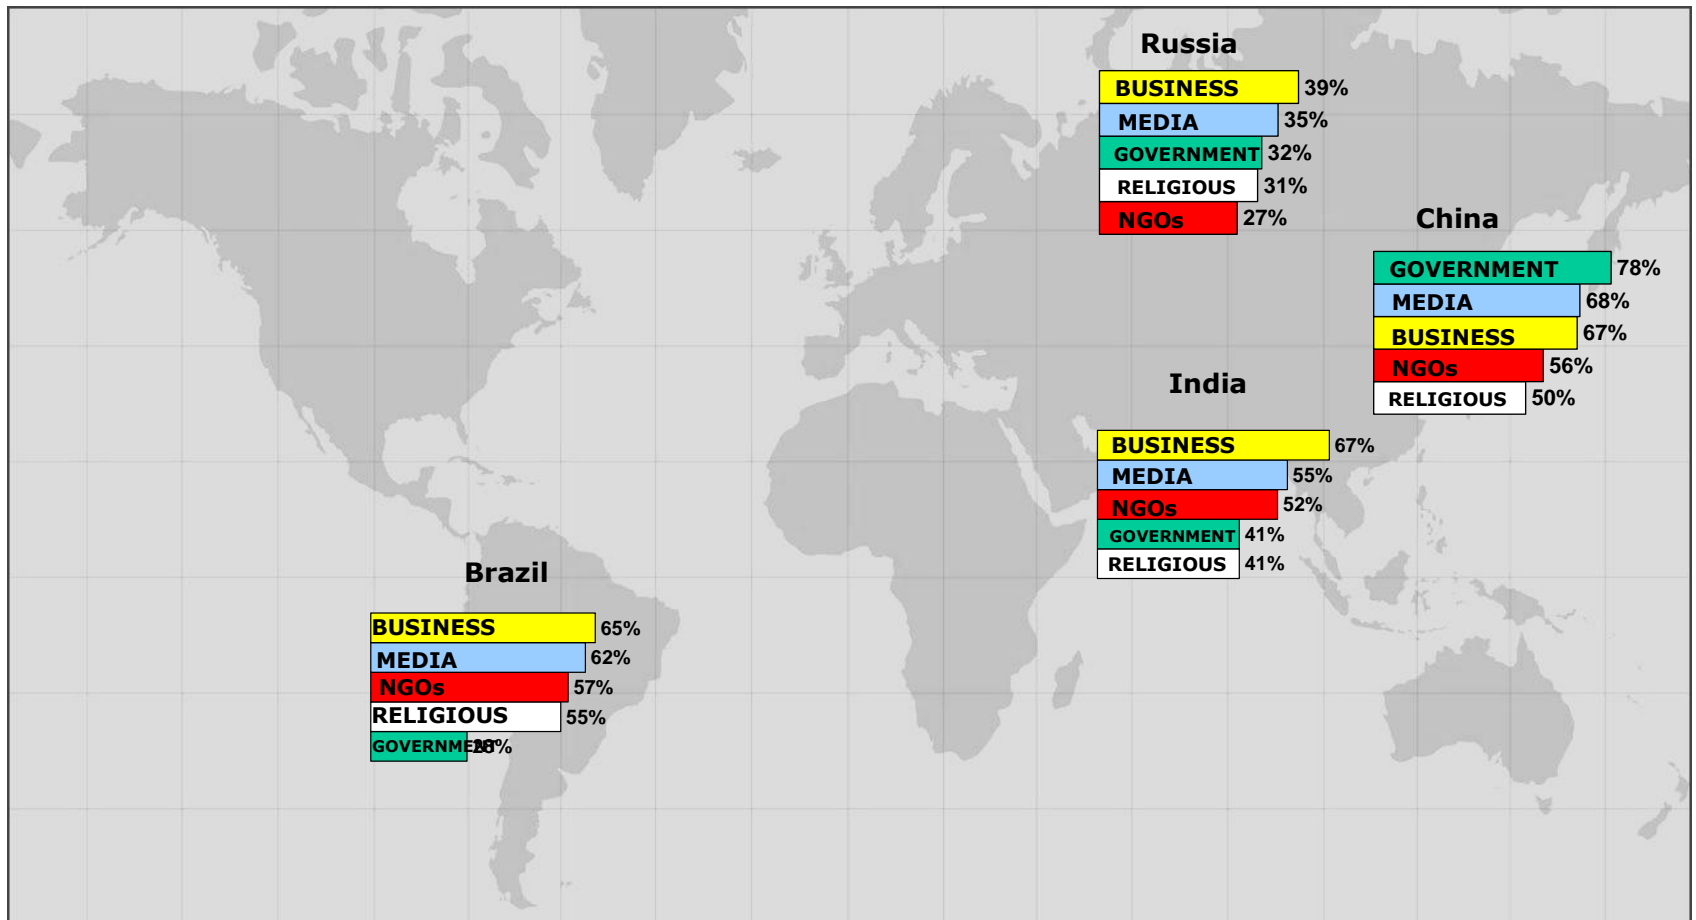 Russia
BUSINESS 39%
MEDIA 35%
GOVERNMENT 32%
RELIGIOUS 31%
NGOs 27%
China
GOVERNMENT 78%
MEDIA 68%
BUSINESS 67%
NGOs 56%
RELIGIOUS 50%
India
BUSINESS 67%
MEDIA 55%
NGOs 52%
GOVERNMENT 41%
RELIGIOUS 41%
Brazil
BUSINESS 65%
MEDIA 62%
NGOs 57%
RELIGIOUS 55%
GOVERNMENT 28%